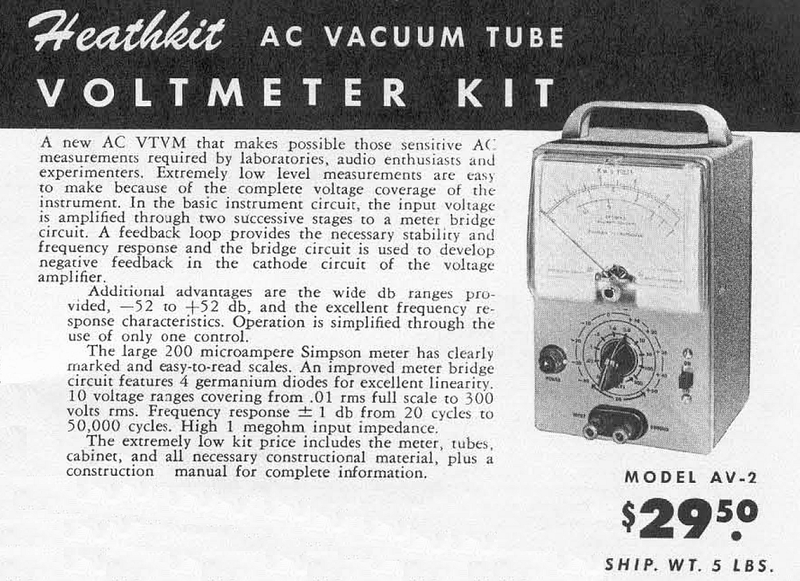 Heathkit AC VACUUM TUBE
VOLTMETER KIT
A new AC VTVM that makes possible those sensitive AC
measurements required by laboratories, audio enthusiasts and
experimenters. Extremely low level measurements are easy
to make because of the complete voltage coverage of the
instrument. In the basic instrument circuit, the input voltage
is amplified through two successive stages to a meter bridge
circuit. A feedback loop provides the necessary stability and
frequency response and the bridge circuit is used to develop
negative feedback in the cathode circuit of the voltage
amplifier.
Additional advantages are the wide db ranges pro-
vided, —52 to +52 db, and the excellent frequency re-
sponse characteristics. Operation is simplified through the
use of only one control.
The large 200 microampere Simpson meter has clearly
marked and easy-to-read scales. An improved meter bridge
circuit features 4 germanium diodes for excellent linearity.
10 voltage ranges covering from .01 rms full scale to 300
volts rms. Frequency response ± 1 db from 20 cycles to
50,000 cycles. High 1 megohm input impedance.
The extremely low kit price includes the meter, tubes,
cabinet, and all necessary constructional material, plus a
construction manual for complete information.
POWER
ON
INPUT
GROUND
MODEL AV-2
$29.50
SHIP. WT. 5 LBS.